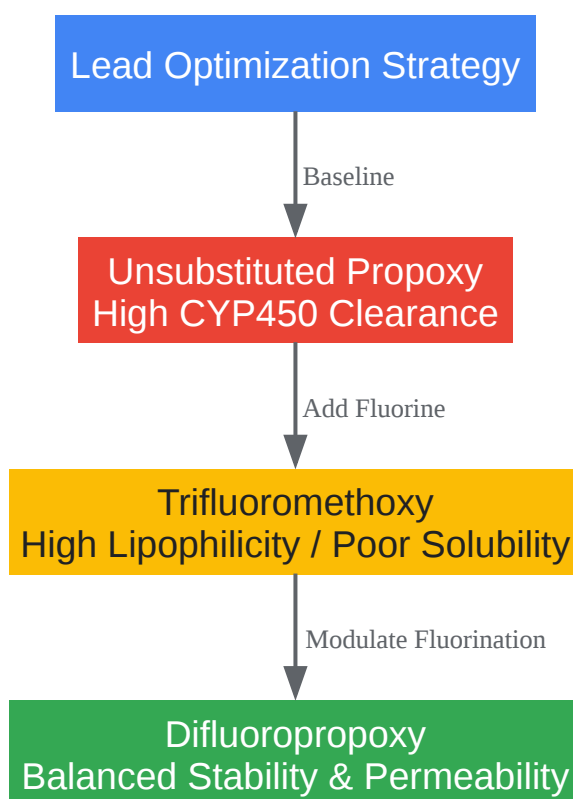 Lead Optimization Strategy
Baseline
Unsubstituted Propoxy
High CYP450 Clearance
Add Fluorine
Trifluoromethoxy
High Lipophilicity / Poor Solubility
Modulate Fluorination
Difluoropropoxy
Balanced Stability & Permeability